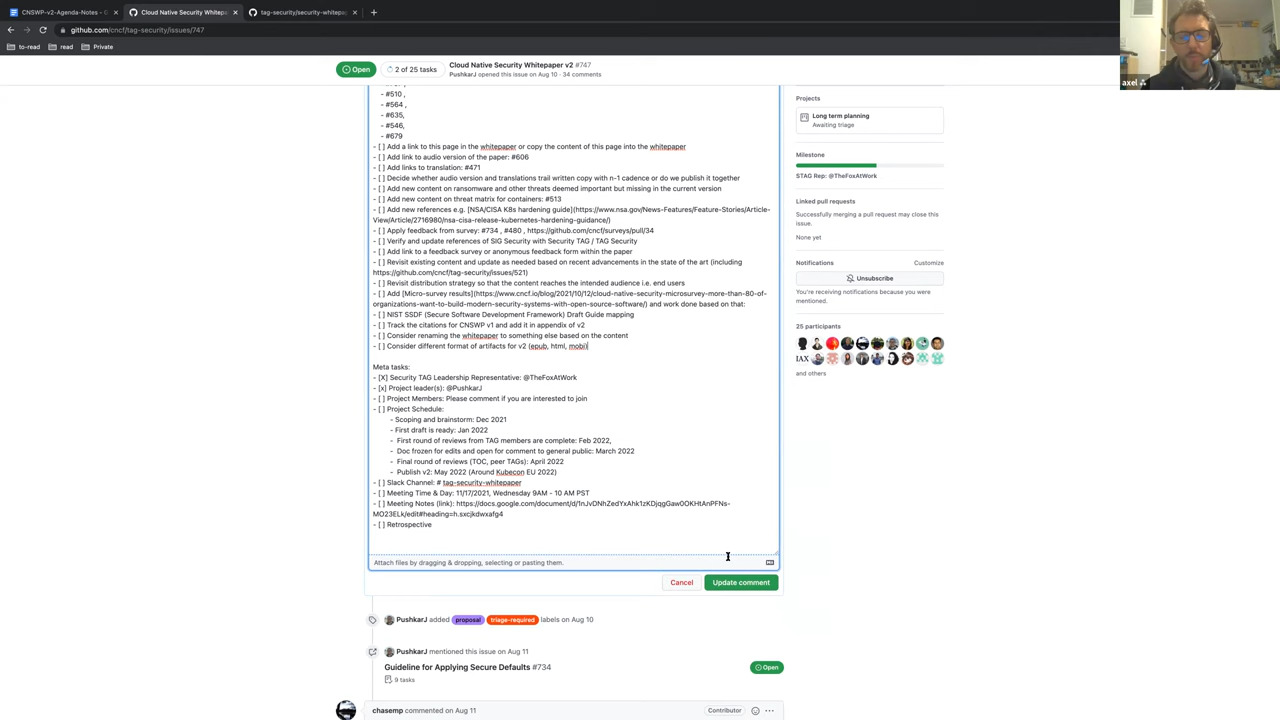 CNSWP-v2-Agenda-Notes - Goo
Cloud Native Security Whitepa
tag-security/security-whitepap
github.com/cncf/tag-security/issues/747
to-read
read
Private
axel
Open
2 of 25 tasks
Cloud Native Security Whitepaper v2 #747
PushkarJ opened this issue on Aug 10 · 34 comments
- #510 ,
- #564 ,
- #635,
- #546,
- #679
- [ ] Add a link to this page in the whitepaper or copy the content of this page into the whitepaper
- [ ] Add link to audio version of the paper: #606
- [ ] Add links to translation: #471
- [ ] Decide whether audio version and translations trail written copy with n-1 cadence or do we publish it together
- [ ] Add new content on ransomware and other threats deemed important but missing in the current version
- [ ] Add new content on threat matrix for containers: #513
- [ ] Add new references e.g. [NSA/CISA K8s hardening guide](https://www.nsa.gov/News-Features/Feature-Stories/Article-
View/Article/2716980/nsa-cisa-release-kubernetes-hardening-guidance/)
- [ ] Apply feedback from survey: #734 , #480 , https://github.com/cncf/surveys/pull/34
- [ ] Verify and update references of SIG Security with Security TAG / TAG Security
- [ ] Add link to a feedback survey or anonymous feedback form within the paper
- [ ] Revisit existing content and update as needed based on recent advancements in the state of the art (including
https://github.com/cncf/tag-security/issues/521)
- [ ] Revisit distribution strategy so that the content reaches the intended audience i.e. end users
- [ ] Add [Micro-survey results](https://www.cncf.io/blog/2021/10/12/cloud-native-security-microsurvey-more-than-80-of-
organizations-want-to-build-modern-security-systems-with-open-source-software/) and work done based on that:
- [ ] NIST SSDF (Secure Software Development Framework) Draft Guide mapping
- [ ] Track the citations for CNSWP v1 and add it in appendix of v2
- [ ] Consider renaming the whitepaper to something else based on the content
- [ ] Consider different format of artifacts for v2 (epub, html, mobi)
Meta tasks:
- [X] Security TAG Leadership Representative: @TheFoxAtWork
- [x] Project leader(s): @PushkarJ
- [ ] Project Members: Please comment if you are interested to join
- [ ] Project Schedule:
- Scoping and brainstorm: Dec 2021
- First draft is ready: Jan 2022
- First round of reviews from TAG members are complete: Feb 2022,
- Doc frozen for edits and open for comment to general public: March 2022
- Final round of reviews (TOC, peer TAGs): April 2022
- Publish v2: May 2022 (Around Kubecon EU 2022)
- [ ] Slack Channel: # tag-security-whitepaper
- [ ] Meeting Time & Day: 11/17/2021, Wednesday 9AM - 10 AM PST
- [ ] Meeting Notes (link): https://docs.google.com/document/d/1nJvDNhZedYxAhk1zKDjqgGaw0OKHtAnPFNs-
MO23ELk/edit#heading=h.sxcjkdwxafg4
- [ ] Retrospective
Attach files by dragging & dropping, selecting or pasting them.
Cancel
Update comment
PushkarJ added proposal triage-required labels on Aug 10
PushkarJ mentioned this issue on Aug 11
Guideline for Applying Secure Defaults #734
Open
9 tasks
chasemp commented on Aug 11
Contributor
Projects
Long term planning
Awaiting triage
Milestone
STAG Rep: @TheFoxAtWork
Linked pull requests
Successfully merging a pull request may close this
issue.
None yet
Notifications
Customize
Unsubscribe
You're receiving notifications because you were
mentioned.
25 participants
IAX
and others